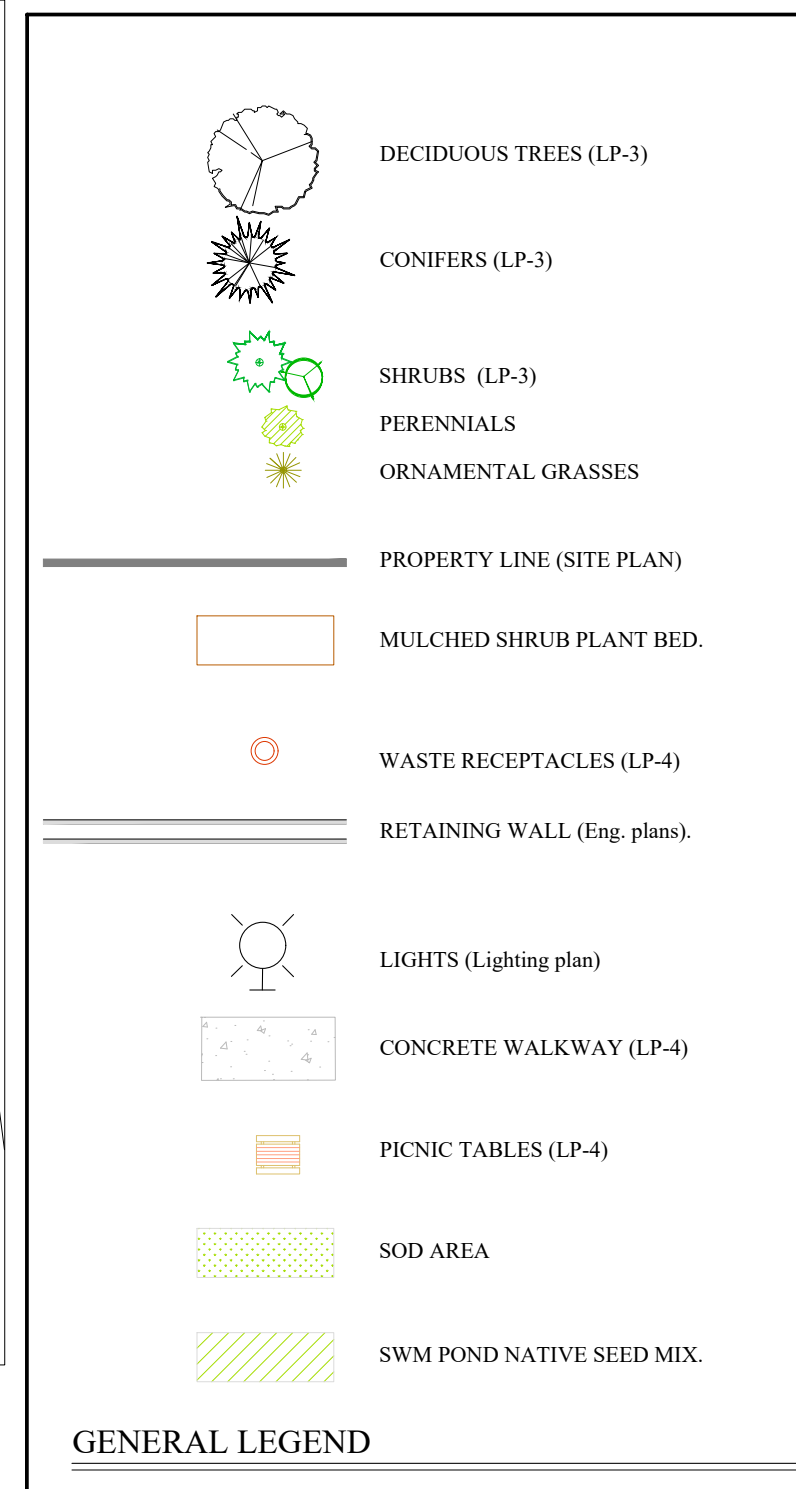 DECIDUOUS TREES (LP-3)
CONIFERS (LP-3)
SHRUBS (LP-3)
PERENNIALS
ORNAMENTAL GRASSES
PROPERTY LINE (SITE PLAN)
MULCHED SHRUB PLANT BED.
WASTE RECEPTACLES (LP-4)
RETAINING WALL (Eng. plans).
LIGHTS (Lighting plan)
CONCRETE WALKWAY (LP-4)
PICNIC TABLES (LP-4)
SOD AREA
SWM POND NATIVE SEED MIX.
GENERAL LEGEND